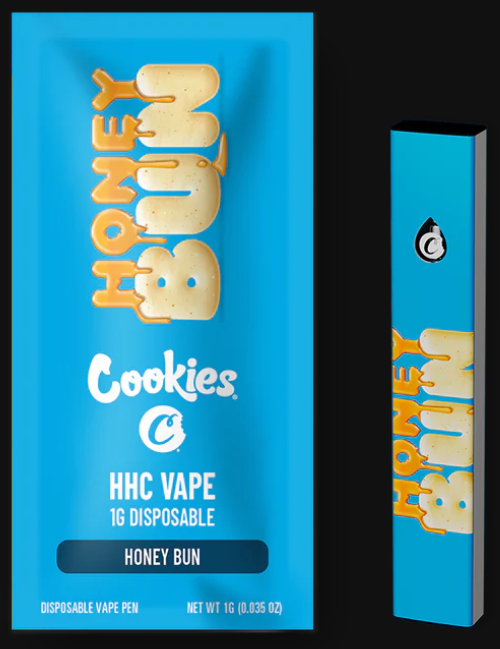 HONEY
BUN
Cookies
C
HHC VAPE
1G DISPOSABLE
HONEY BUN
DISPOSABLE VAPE PEN
NET WT 1G (0.035 OZ)
C
HONEY
BUN